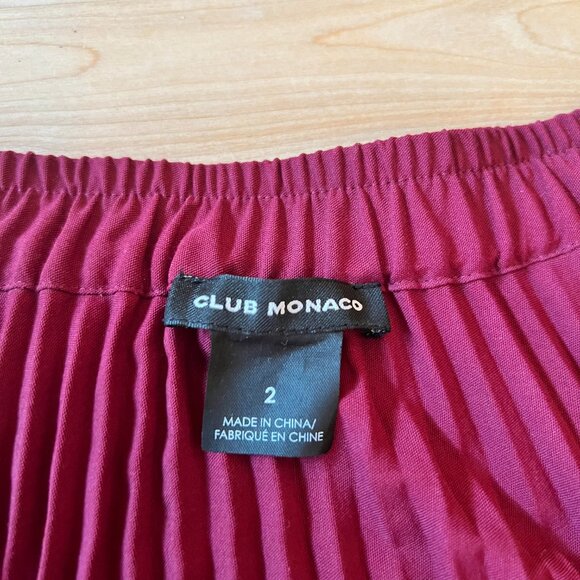 CLUB MONACO
2
MADE IN CHINA/
FABRIQUÉ EN CHINE